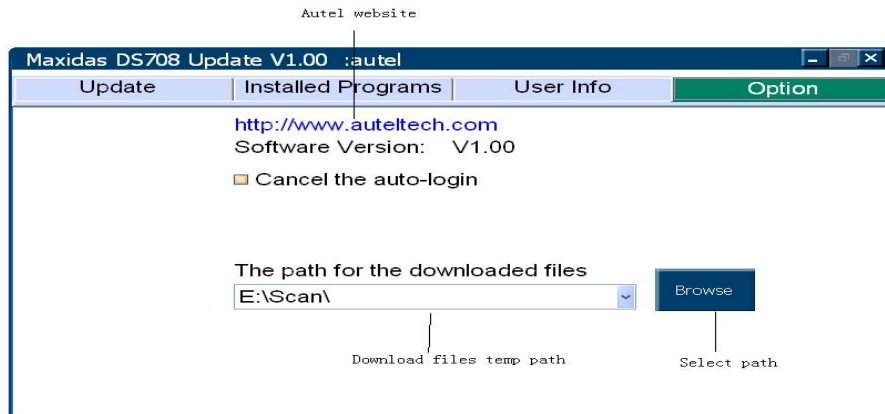 Autel website
Maxidas DS708 Update V1.00 :autel
Update Installed Programs User Info Option
http://www.auteltech.com
Software Version: V1.00
Cancel the auto-login
The path for the downloaded files
E:\Scan\ Browse
Download files temp path Select path